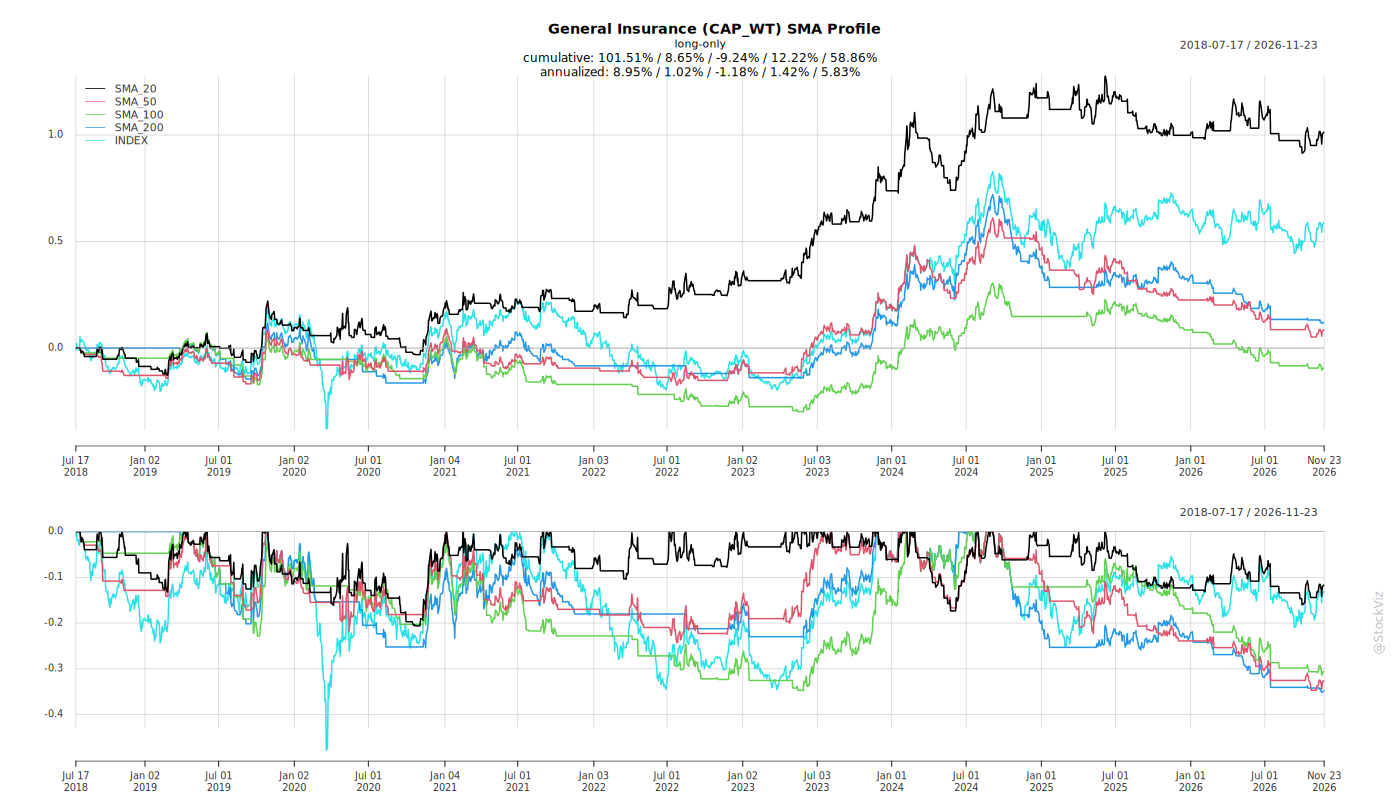 General Insurance (CAP_WT) SMA Profile
long-only
cumulative: 101.51% / 8.65% / -9.24% / 12.22% / 58.86%
annualized: 8.95% / 1.02% / -1.18% / 1.42% / 5.83%
2018-07-17 / 2026-11-23
SMA_20
SMA_50
SMA_100
SMA_200
INDEX
1.0
0.5
0.0
Jul 17 Jan 02 Jul 01 Jan 02 Jul 01 Jan 04 Jul 01 Jan 03 Jul 01 Jan 02 Jul 03 Jan 01 Jul 01 Jan 01 Jul 01 Jan 01 Jul 01 Nov 23
2018 2019 2019 2020 2020 2021 2021 2022 2022 2023 2023 2024 2024 2025 2025 2026 2026 2026
2018-07-17 / 2026-11-23
0.0
-0.1
-0.2
-0.3
-0.4
Jul 17 Jan 02 Jul 01 Jan 02 Jul 01 Jan 04 Jul 01 Jan 03 Jul 01 Jan 02 Jul 03 Jan 01 Jul 01 Jan 01 Jul 01 Jan 01 Jul 01 Nov 23
2018 2019 2019 2020 2020 2021 2021 2022 2022 2023 2023 2024 2024 2025 2025 2026 2026 2026
@StockViz